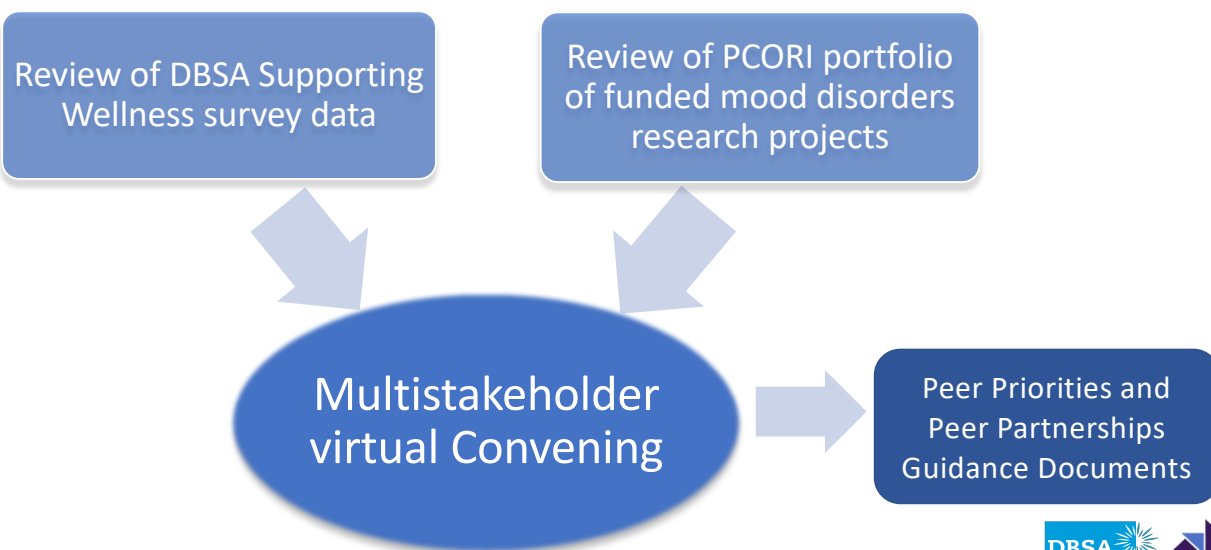 Review of DBSA Supporting
Wellness survey data
Review of PCORI portfolio
of funded mood disorders
research projects
Multistakeholder
virtual Convening
Peer Priorities and
Peer Partnerships
Guidance Documents
DBSA